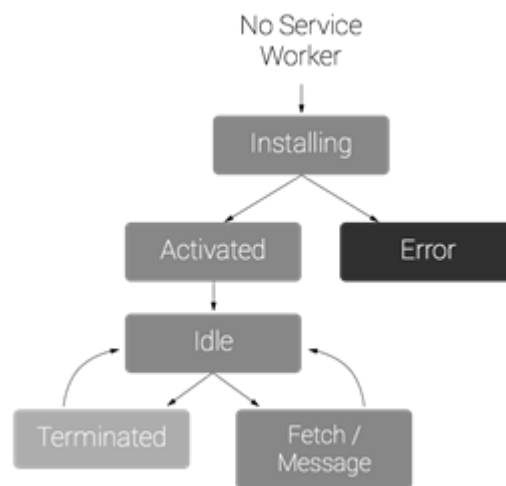 No Service
Worker
Installing
Activated
Error
Idle
Terminated
Fetch /
Message